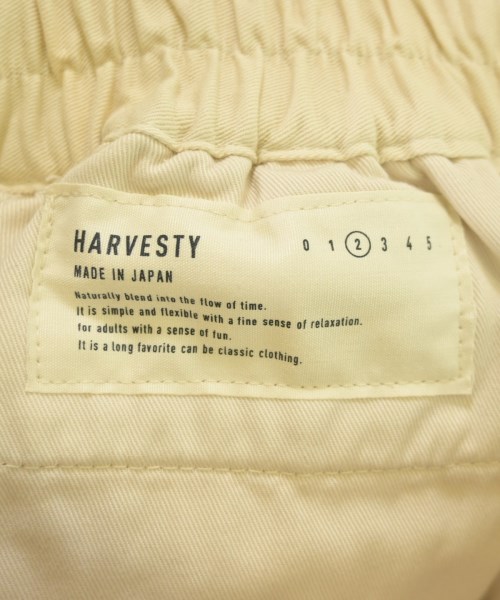 HARVESTY 0 1 2 3 4 5
MADE IN JAPAN
Naturally blend into the flow of time.
It is simple and flexible with a fine sense of relaxation.
for adults with a sense of fun.
It is a long favorite can be classic clothing.